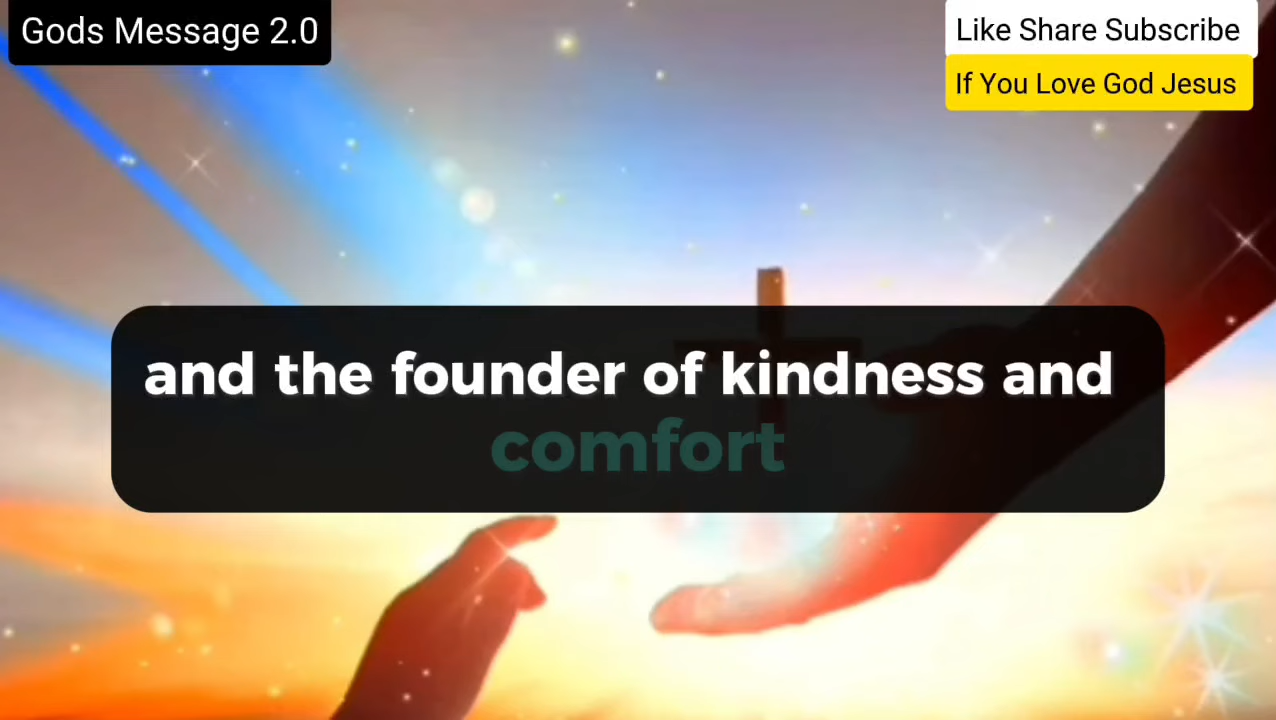 Gods Message 2.0
Like Share Subscribe
If You Love God Jesus
and the founder of kindness and
comfort